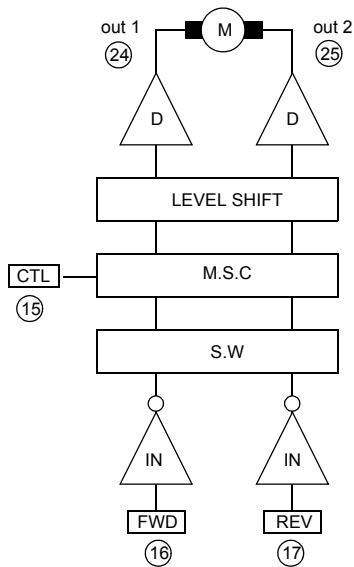 out 1
M
out 2
24
25
D
D
LEVEL SHIFT
CTL
M.S.C
15
S.W
IN
IN
FWD
REV
16
17